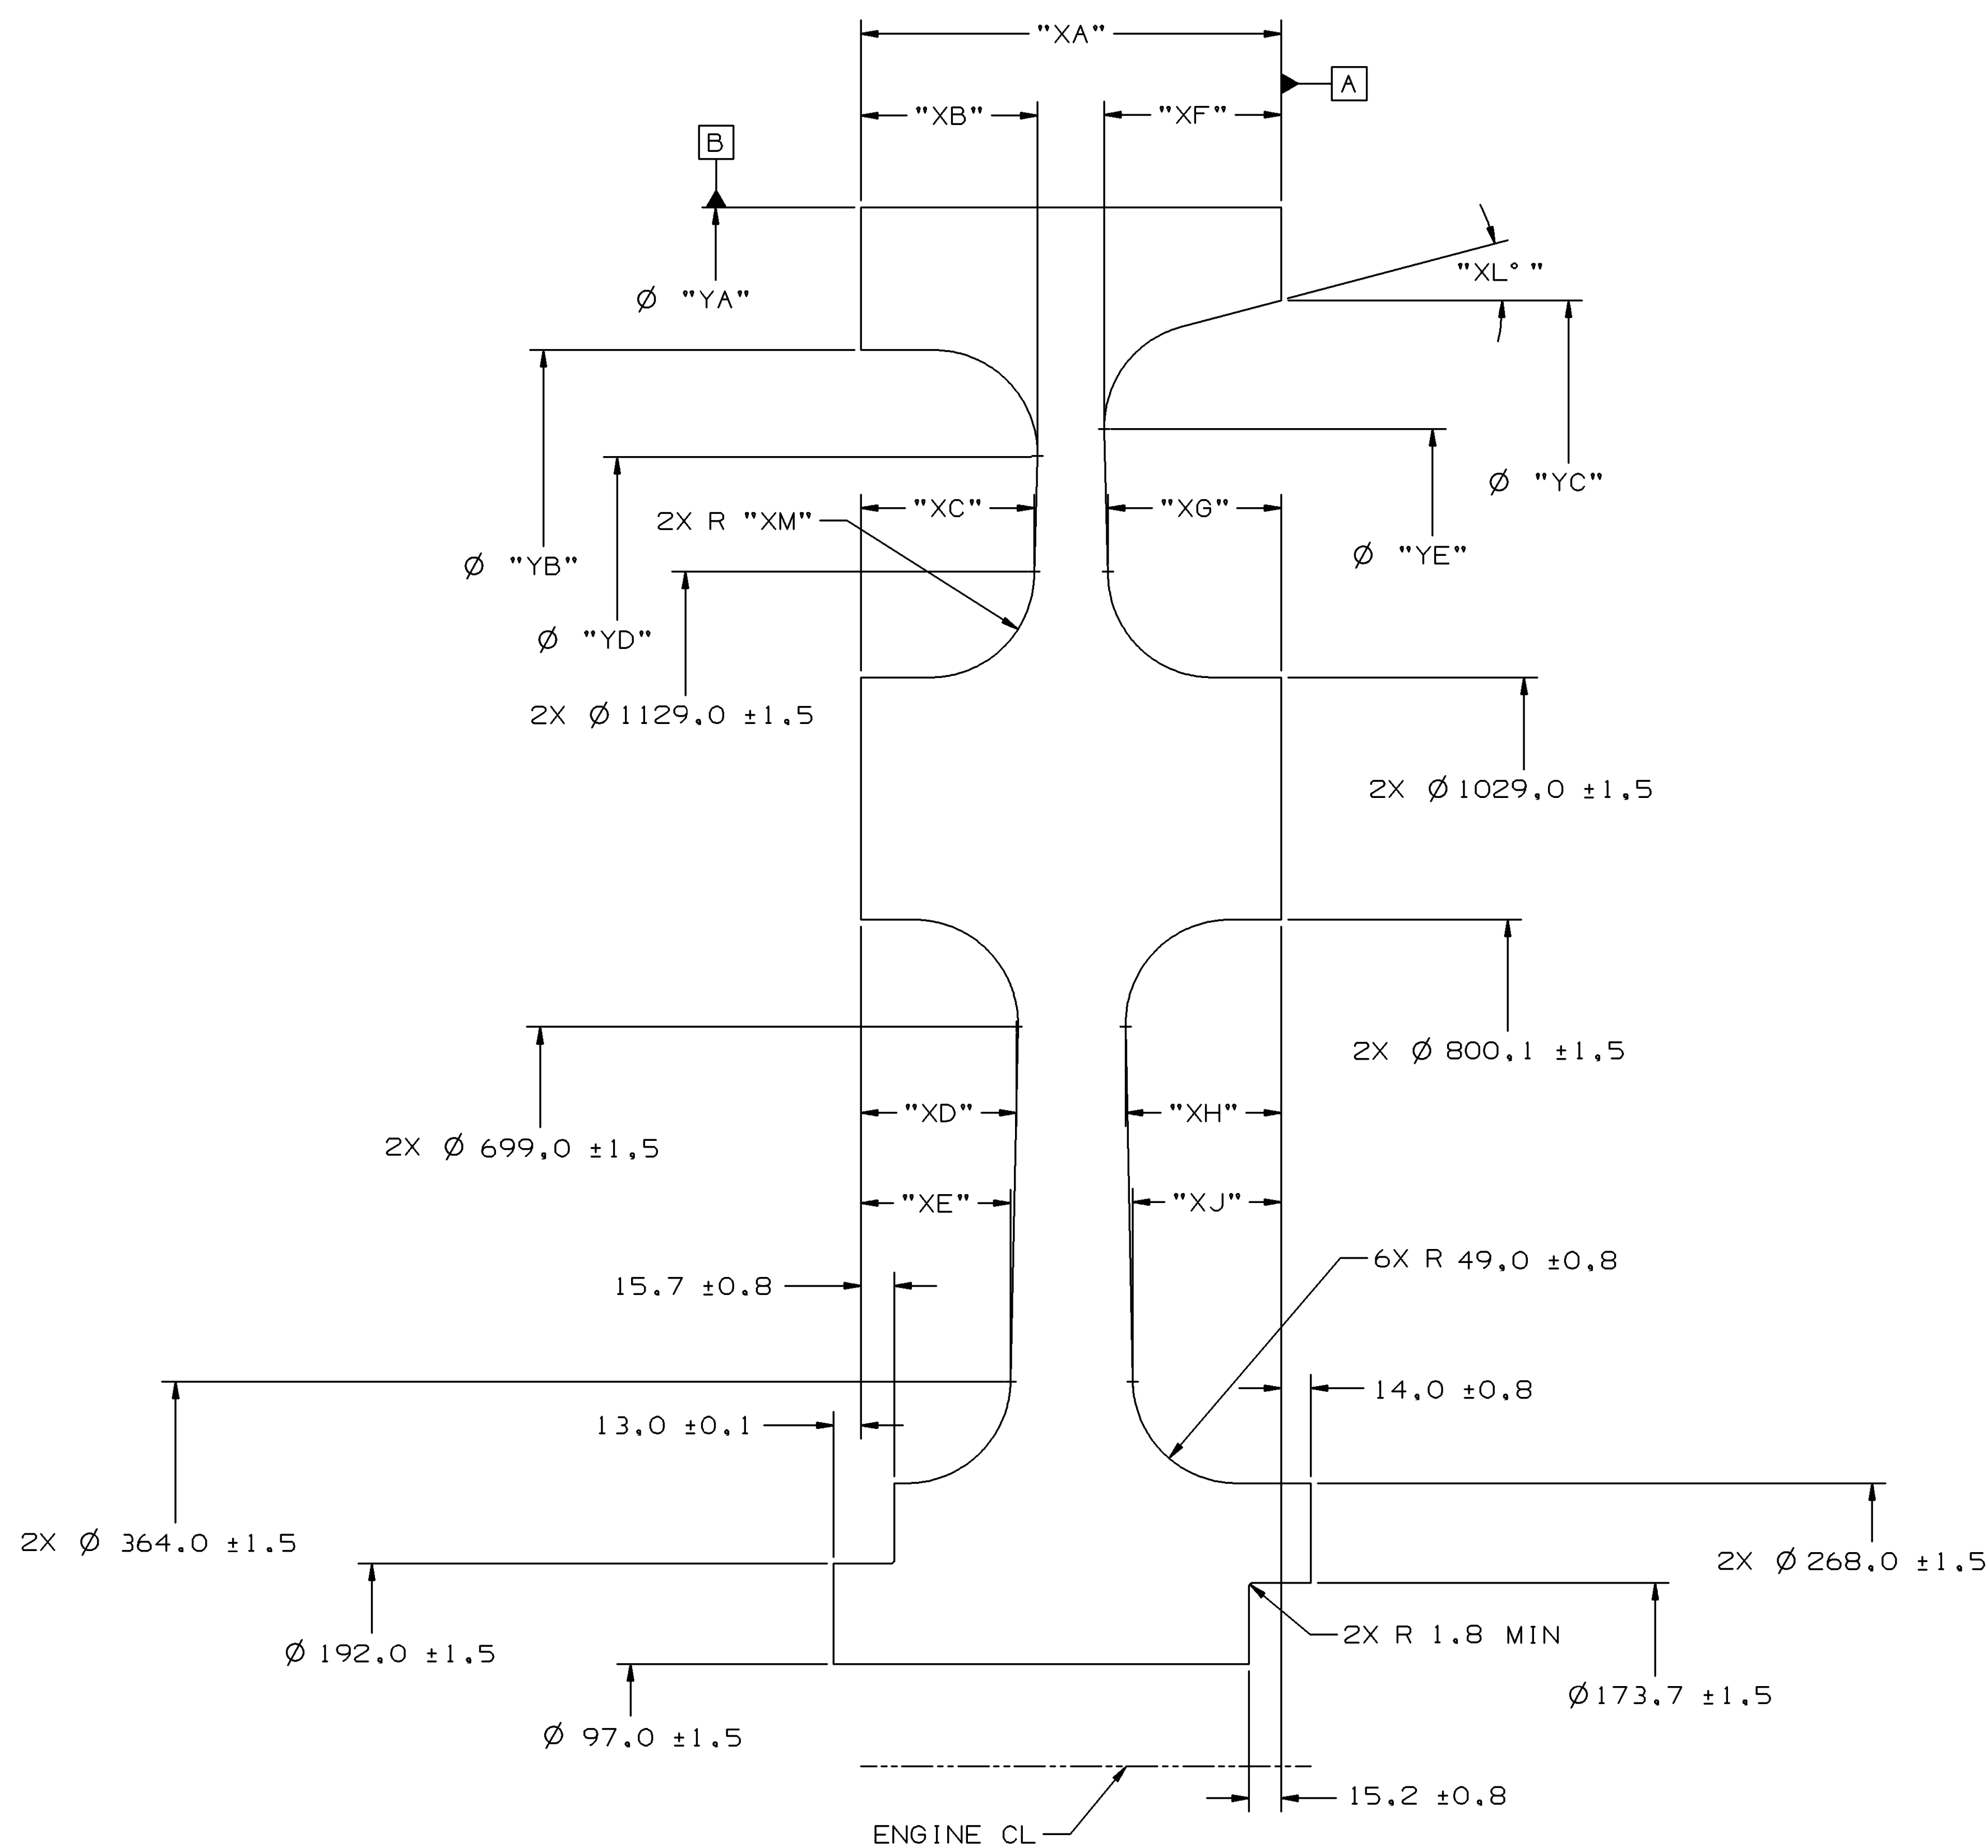 "XA"
A
"XB"
"XF"
B
"XL° "
Ø "YA"
Ø "YC"
"XC"
"XG"
2X R "XM"
Ø "YB"
Ø "YE"
Ø "YD"
2X Ø 1129.0 ±1.5
2X Ø 1029.0 ±1.5
2X Ø 800.1 ±1.5
"XD"
"XH"
2X Ø 699.0 ±1.5
"XE"
"XJ"
6X R 49.0 ±0.8
15.7 ±0.8
14.0 ±0.8
13.0 ±0.1
2X Ø 364.0 ±1.5
2X Ø 268.0 ±1.5
2X R 1.8 MIN
Ø 192.0 ±1.5
Ø 173.7 ±1.5
Ø 97.0 ±1.5
15.2 ±0.8
ENGINE CL